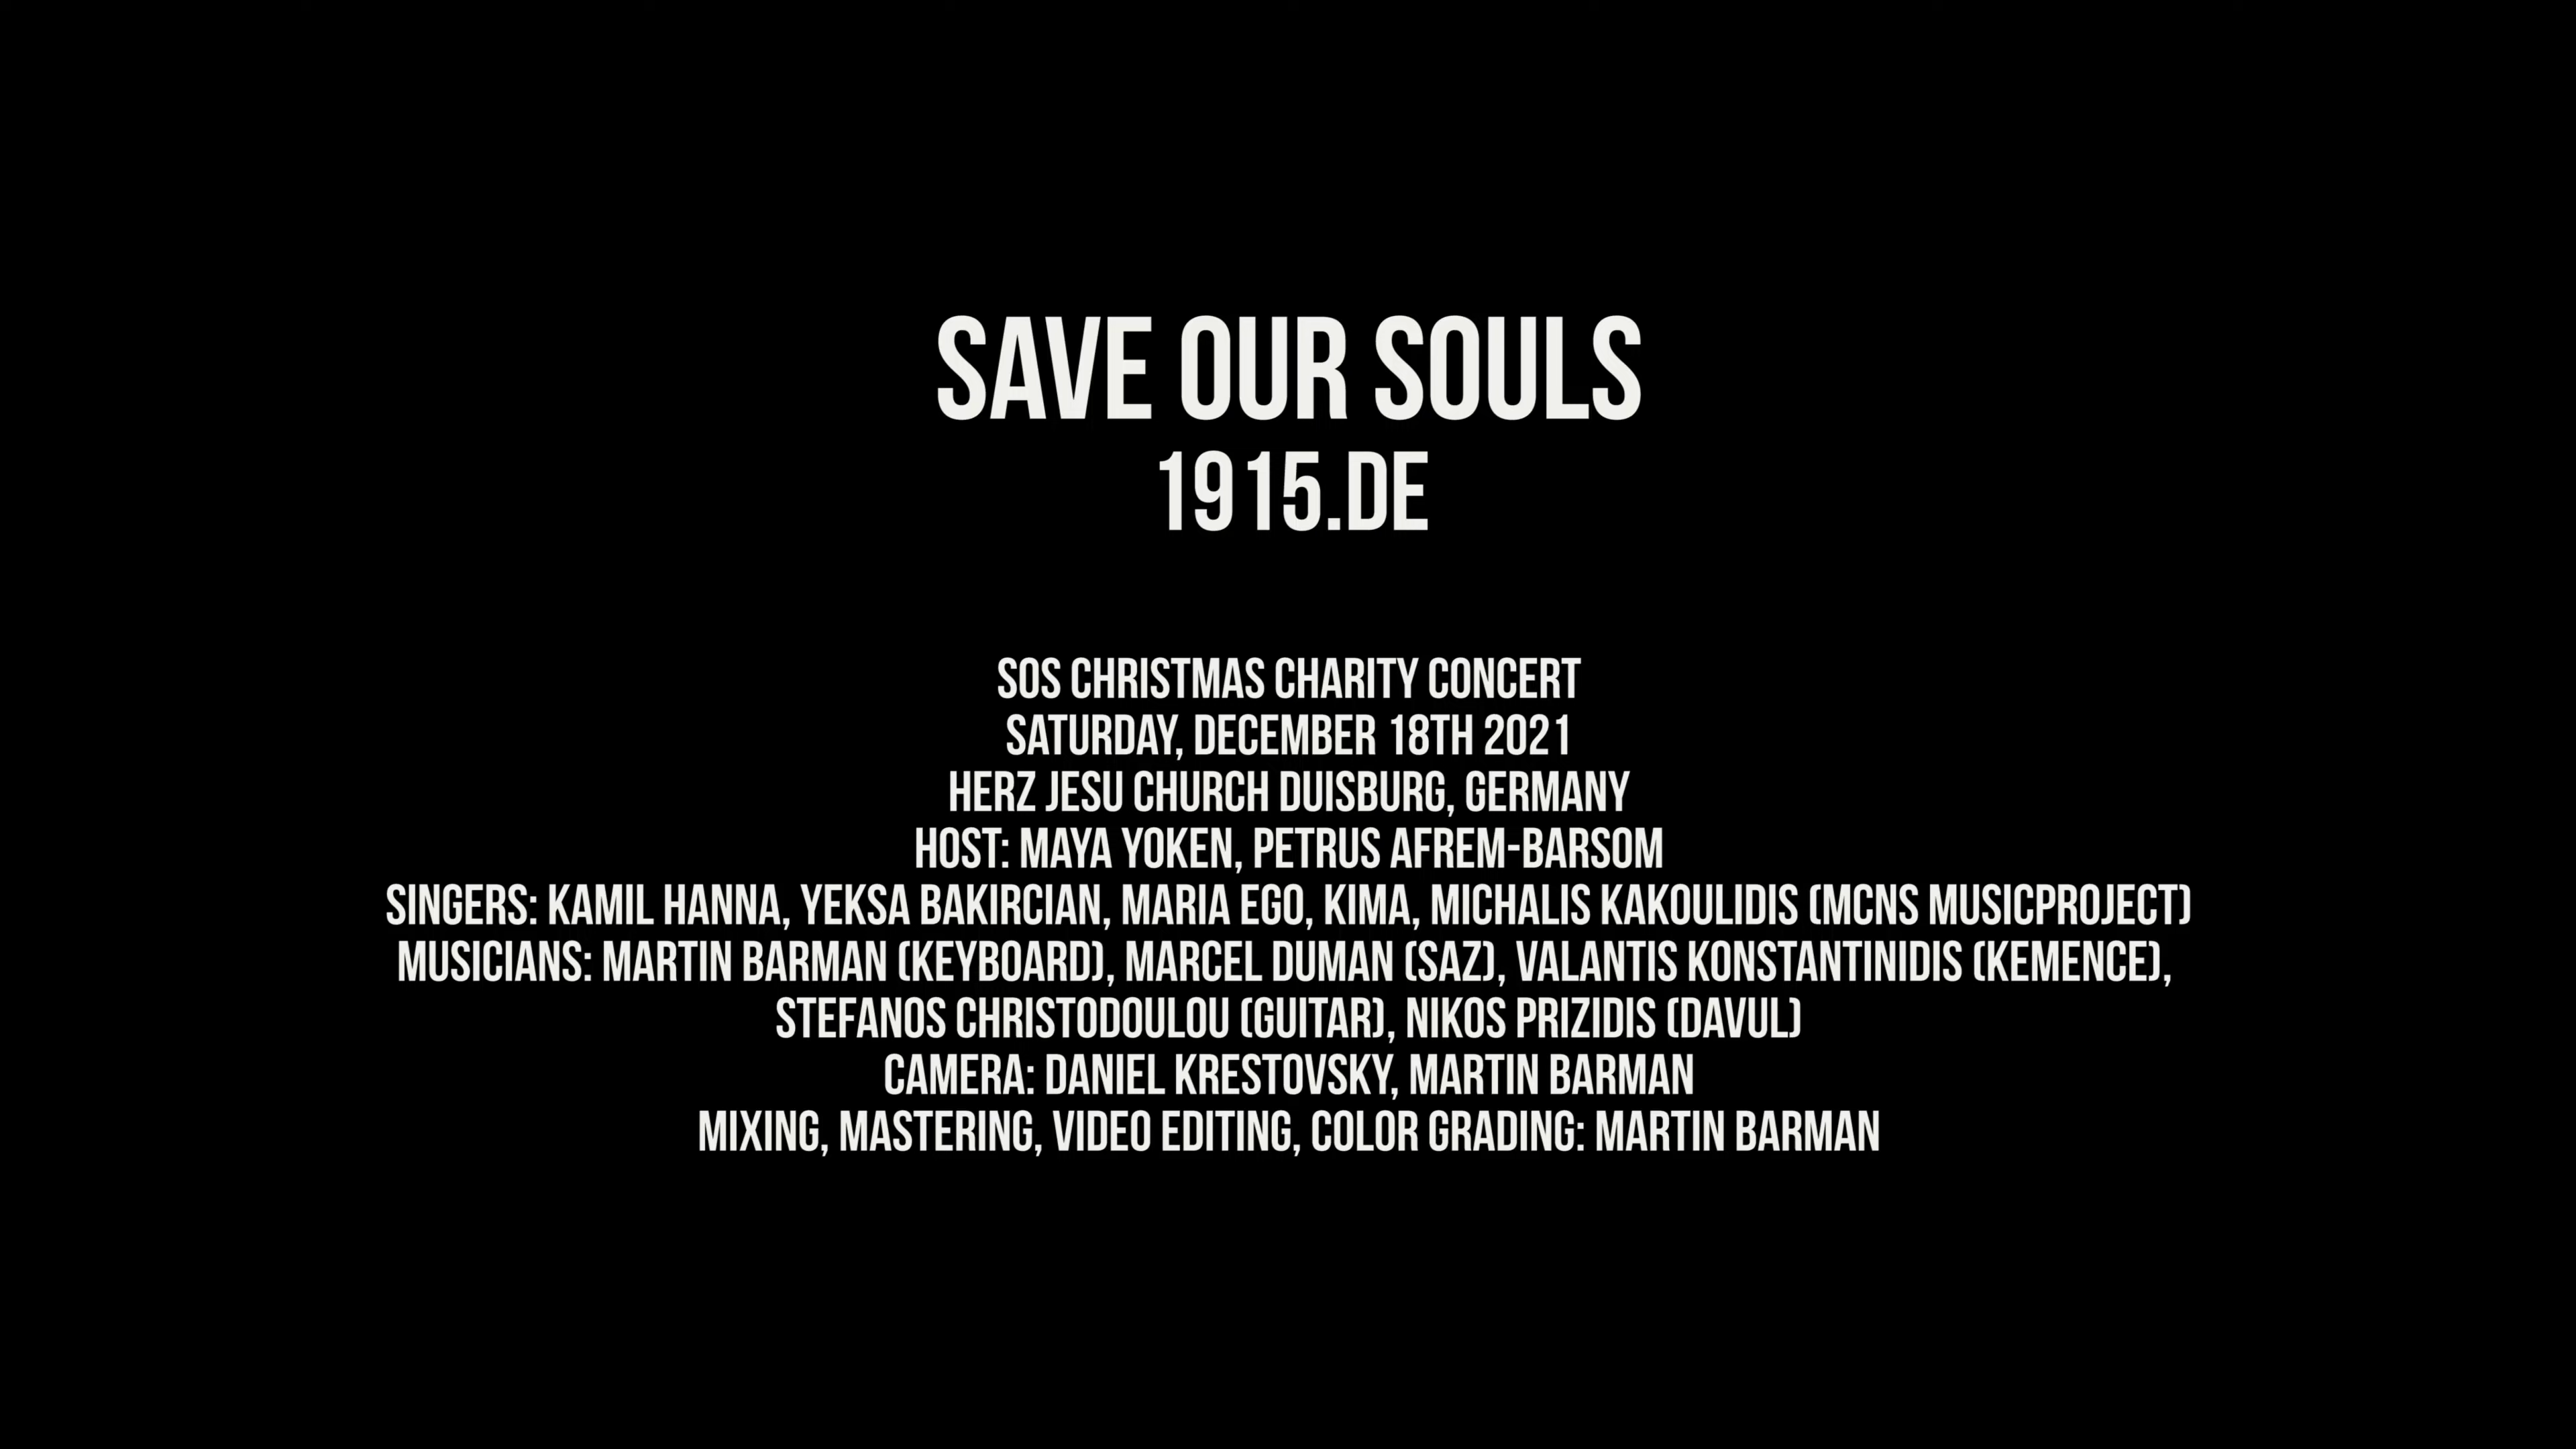 SAVE OUR SOULS
1915.DE
SOS CHRISTMAS CHARITY CONCERT
SATURDAY, DECEMBER 18TH 2021
HERZ JESU CHURCH DUISBURG, GERMANY
HOST: MAYA YOKEN, PETRUS AFREM-BARSOM
SINGERS: KAMIL HANNA, YEKSA BAKIRCIAN, MARIA EGO, KIMA, MICHALIS KAKOULIDIS (MCNS MUSICPROJECT)
MUSICIANS: MARTIN BARMAN (KEYBOARD), MARCEL DUMAN (SAZ), VALANTIS KONSTANTINIDIS (KEMENCE),
STEFANOS CHRISTODOULOU (GUITAR), NIKOS PRIZIDIS (DAVUL)
CAMERA: DANIEL KRESTOVSKY, MARTIN BARMAN
MIXING, MASTERING, VIDEO EDITING, COLOR GRADING: MARTIN BARMAN